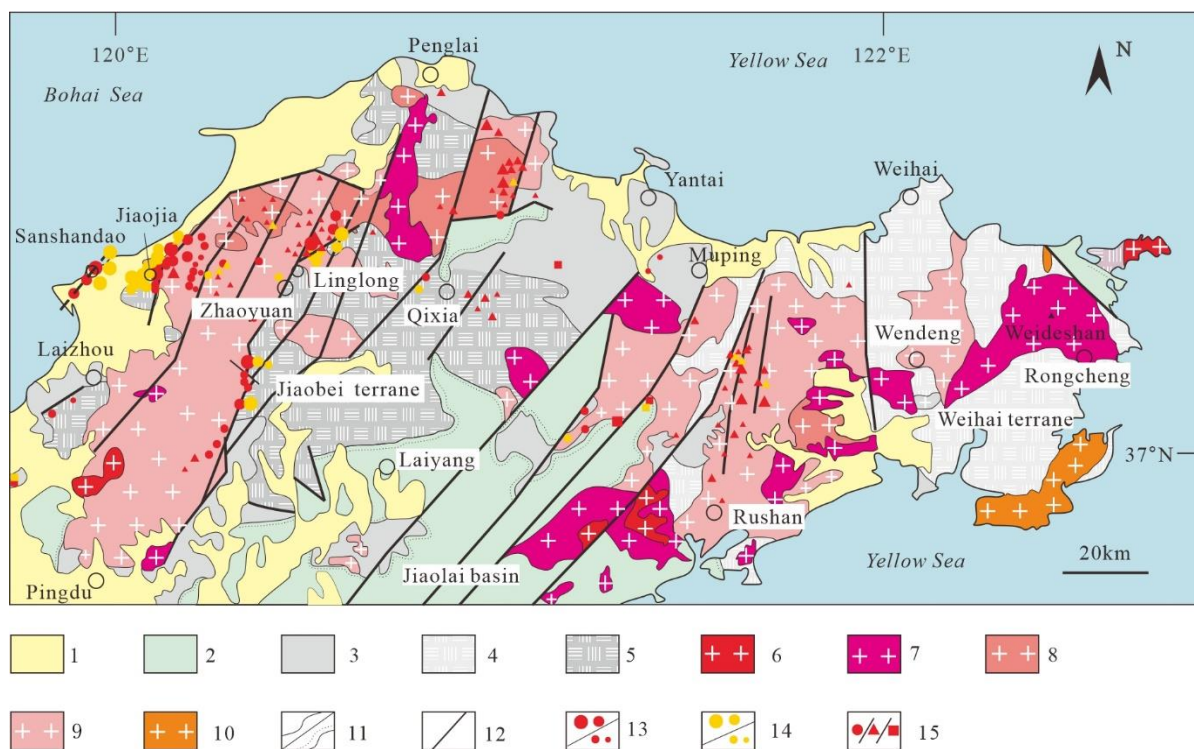 120°E
122°E
Penglai
Yellow Sea
N
Bohai Sea
Weihai
Yantai
Jiaojia
Sanshandao
Muping
Linglong
Zhaoyuan
Qixia
Wendeng
Weideshan
Laizhou
Rongcheng
Jiaobei terrane
Weihai terrane
Laiyang
37°N
Rushan
Yellow Sea
20km
Jiaolai basin
Pingdu
1
2
3
4
5
6
7
8
9
10
11
12
13
14
15